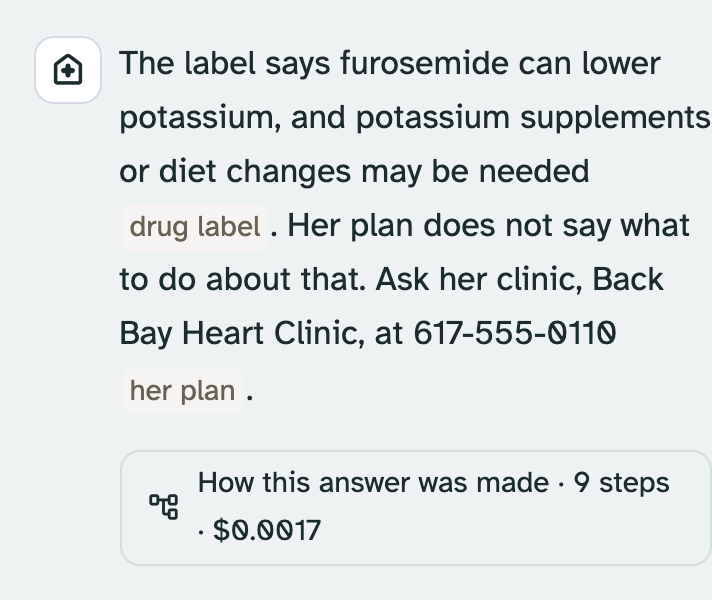 The label says furosemide can lower
potassium, and potassium supplements
or diet changes may be needed
drug label . Her plan does not say what
to do about that. Ask her clinic, Back
Bay Heart Clinic, at 617-555-0110
her plan .
How this answer was made · 9 steps
· $0.0017